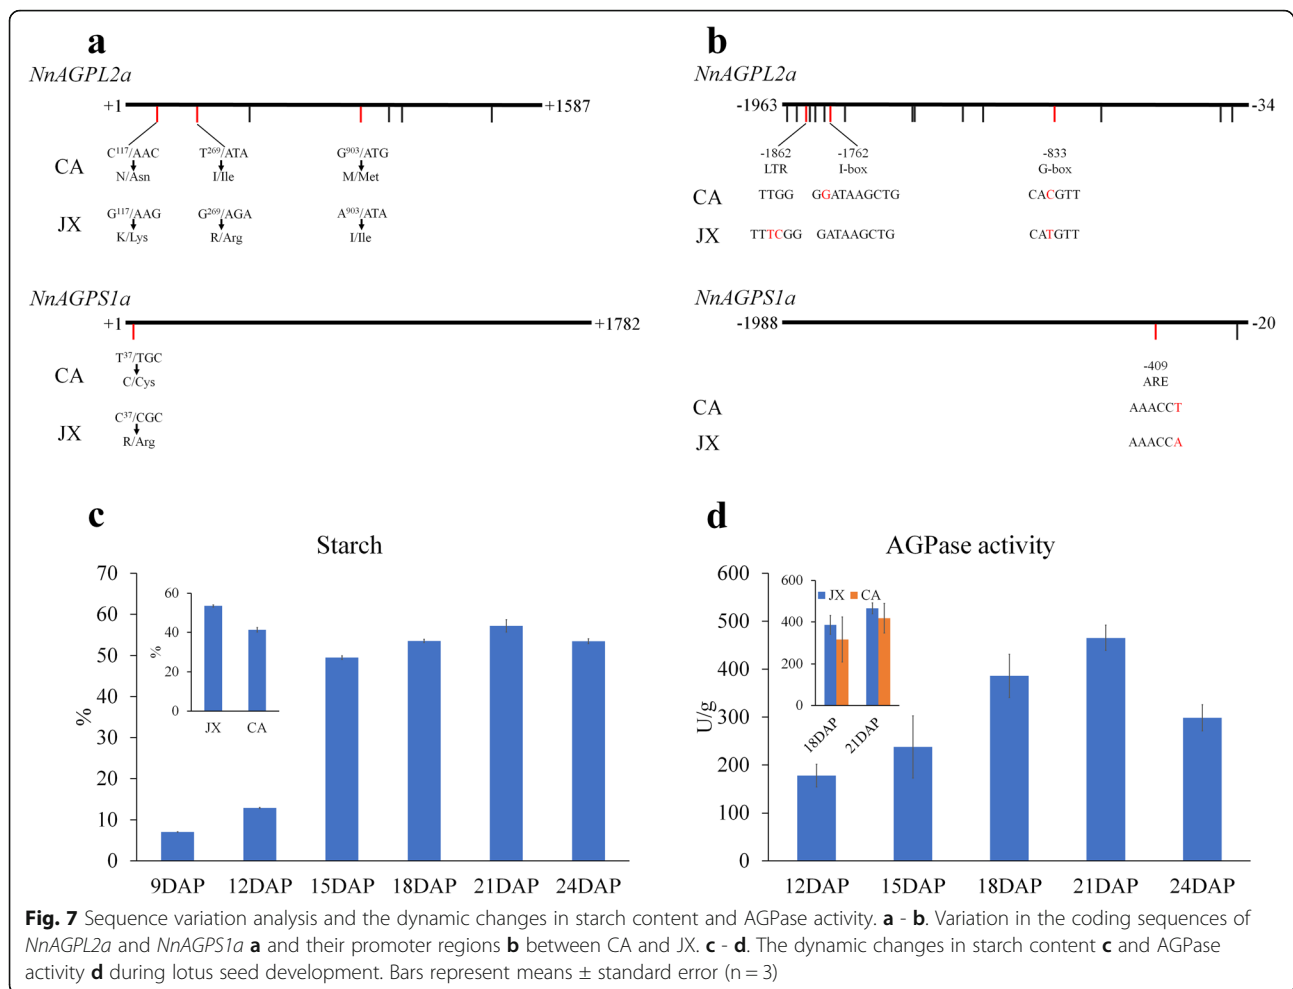 a
NnAGPL2a
+1 +1587
CA
C117/AAC T269/ATA G903/ATG
N/Asn I/Ile M/Met
JX
G117/AAG G269/AGA A903/ATA
K/Lys R/Arg I/Ile
NnAGPS1a
+1 +1782
CA
T37/TGC
C/Cys
JX
C37/CGC
R/Arg
b
NnAGPL2a
-1963 -34
-1862 -1762 -833
LTR I-box G-box
CA TTGG GGATAAGCTG CACGTT
JX TTTCGG GATAAGCTG CATGTT
NnAGPS1a
-1988 -20
-409
ARE
CA AAACCT
JX AAACCA
c
Starch
%
70
60
50
40
30
20
10
0
9DAP 12DAP 15DAP 18DAP 21DAP 24DAP
%
60
40
20
0
JX CA
d
AGPase activity
U/g
600
500
400
300
200
100
0
12DAP 15DAP 18DAP 21DAP 24DAP
JX CA
600
400
200
0
18DAP 21DAP
Fig. 7 Sequence variation analysis and the dynamic changes in starch content and AGPase activity. a - b. Variation in the coding sequences of
NnAGPL2a and NnAGPS1a a and their promoter regions b between CA and JX. c - d. The dynamic changes in starch content c and AGPase
activity d during lotus seed development. Bars represent means ± standard error (n = 3)